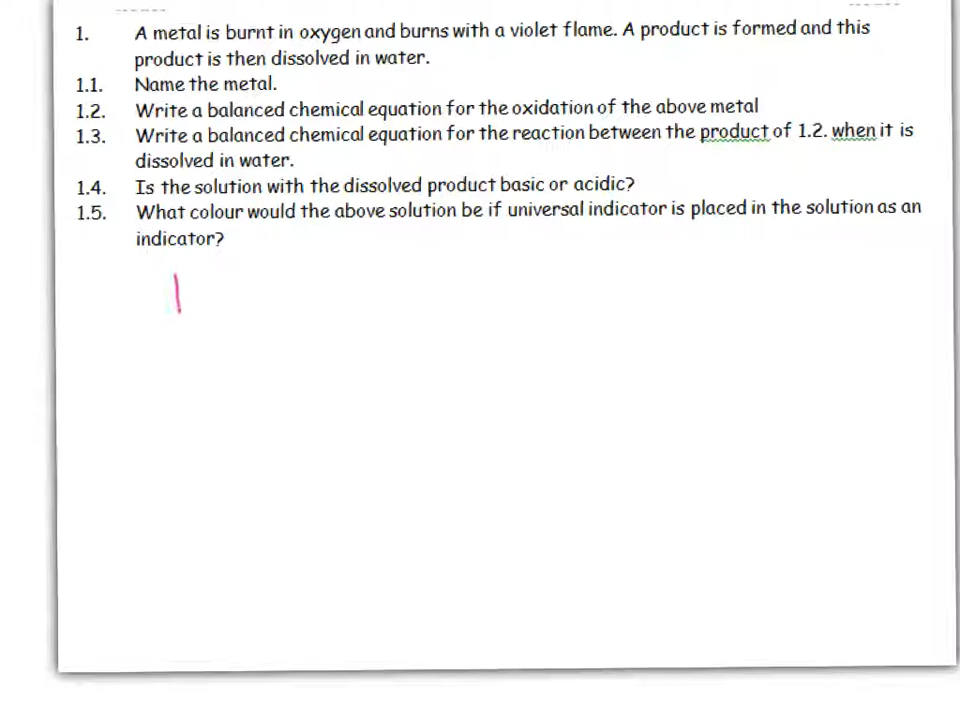 1. A metal is burnt in oxygen and burns with a violet flame. A product is formed and this
product is then dissolved in water.
1.1. Name the metal.
1.2. Write a balanced chemical equation for the oxidation of the above metal
1.3. Write a balanced chemical equation for the reaction between the product of 1.2. when it is
dissolved in water.
1.4. Is the solution with the dissolved product basic or acidic?
1.5. What colour would the above solution be if universal indicator is placed in the solution as an
indicator?